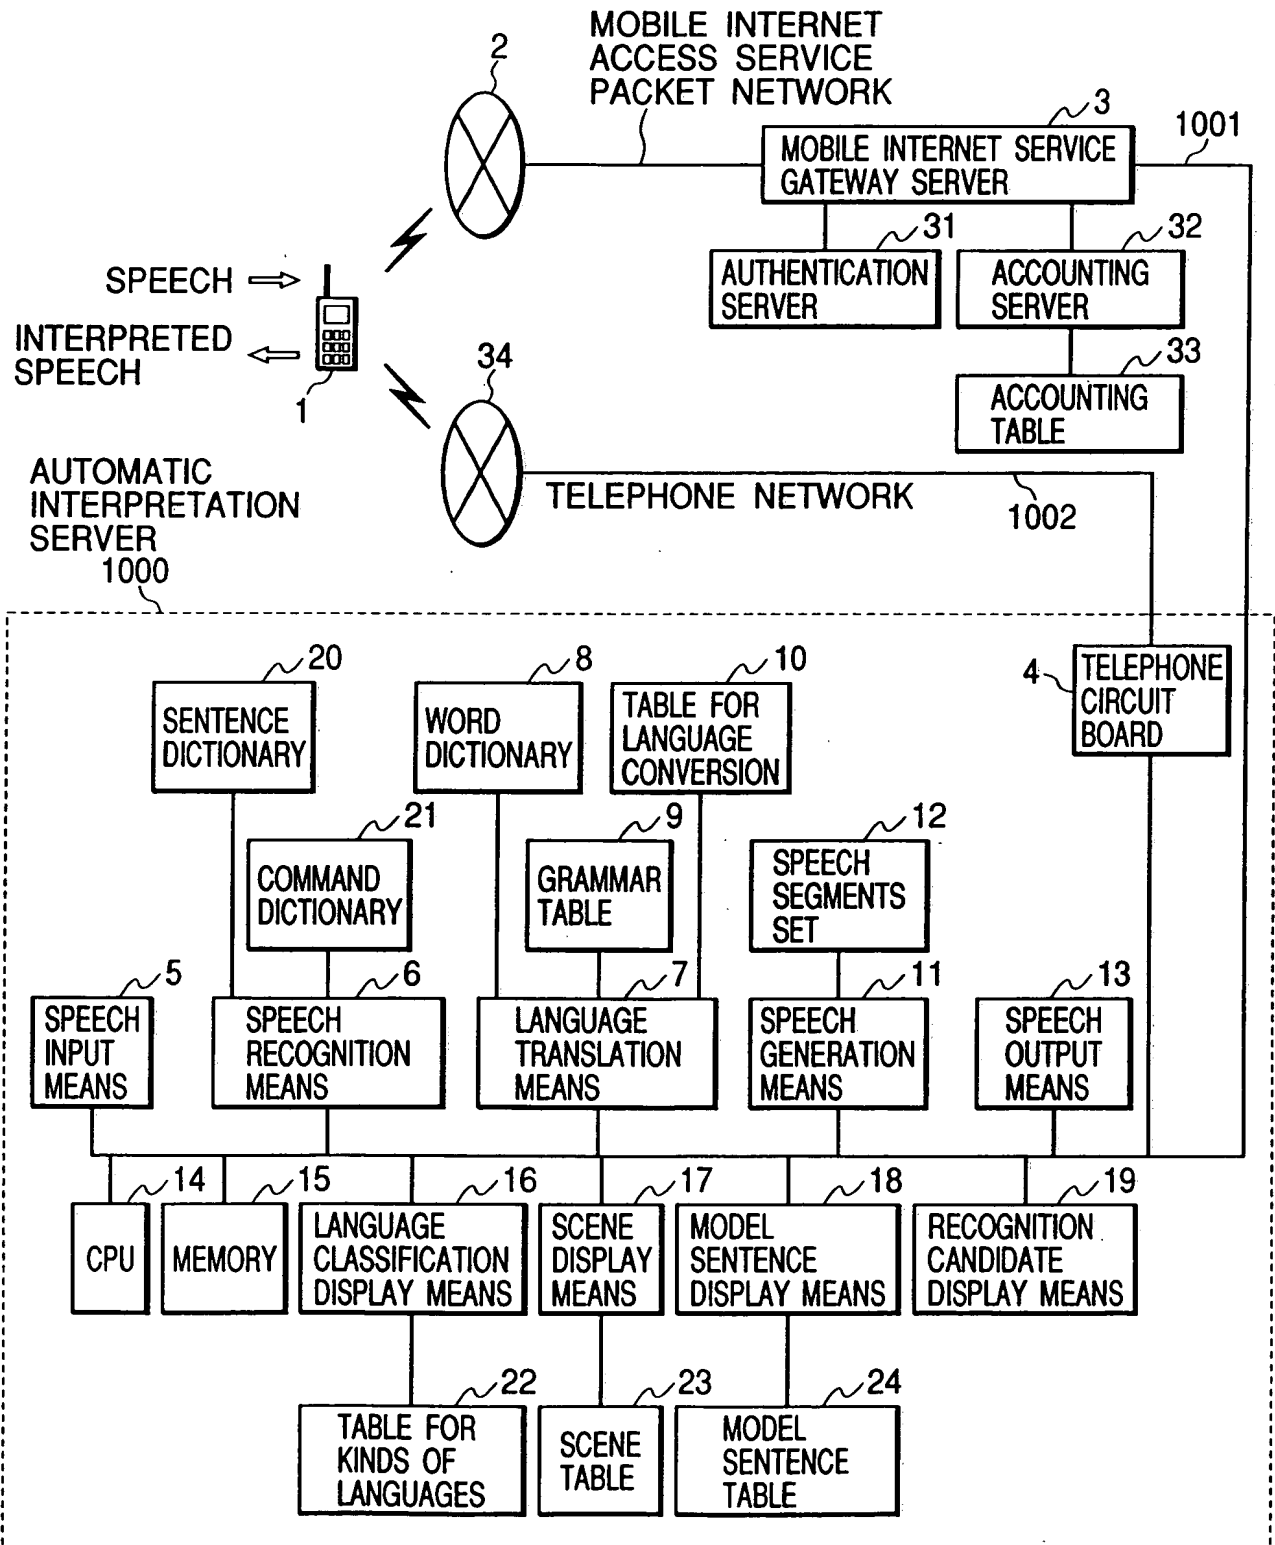 MOBILE INTERNET
ACCESS SERVICE
PACKET NETWORK
2
3
1001
MOBILE INTERNET SERVICE
GATEWAY SERVER
31
32
AUTHENTICATION
SERVER
ACCOUNTING
SERVER
SPEECH
INTERPRETED
SPEECH
1
34
33
ACCOUNTING
TABLE
AUTOMATIC
INTERPRETATION
SERVER
1000
TELEPHONE NETWORK
1002
20
8
10
4
SENTENCE
DICTIONARY
WORD
DICTIONARY
TABLE FOR
LANGUAGE
CONVERSION
TELEPHONE
CIRCUIT
BOARD
21
9
12
COMMAND
DICTIONARY
GRAMMAR
TABLE
SPEECH
SEGMENTS
SET
5
6
7
11
13
SPEECH
INPUT
MEANS
SPEECH
RECOGNITION
MEANS
LANGUAGE
TRANSLATION
MEANS
SPEECH
GENERATION
MEANS
SPEECH
OUTPUT
MEANS
14
15
16
17
18
19
CPU
MEMORY
LANGUAGE
CLASSIFICATION
DISPLAY MEANS
SCENE
DISPLAY
MEANS
MODEL
SENTENCE
DISPLAY MEANS
RECOGNITION
CANDIDATE
DISPLAY MEANS
22
23
24
TABLE FOR
KINDS OF
LANGUAGES
SCENE
TABLE
MODEL
SENTENCE
TABLE